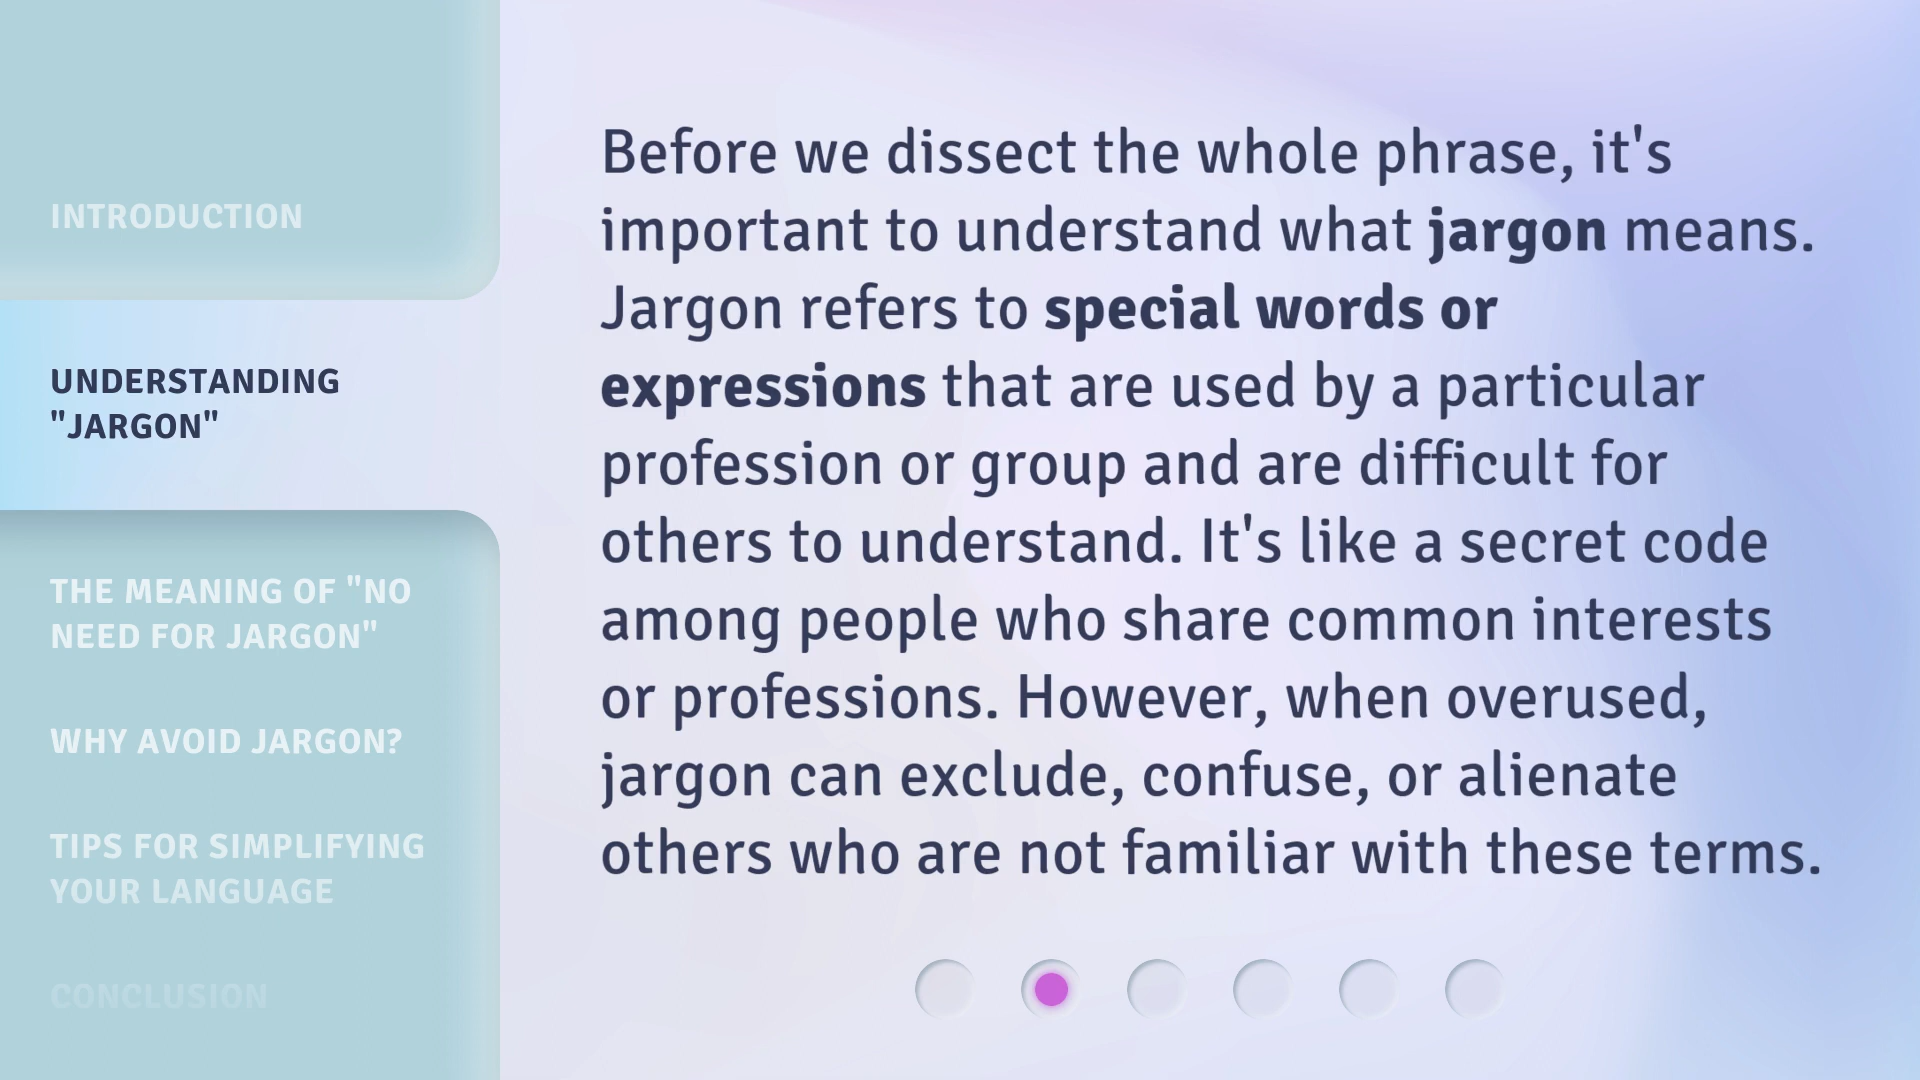 INTRODUCTION
UNDERSTANDING
"JARGON"
THE MEANING OF "NO
NEED FOR JARGON"
WHY AVOID JARGON?
TIPS FOR SIMPLIFYING
YOUR LANGUAGE
CONCLUSION
Before we dissect the whole phrase, it's
important to understand what jargon means.
Jargon refers to special words or
expressions that are used by a particular
profession or group and are difficult for
others to understand. It's like a secret code
among people who share common interests
or professions. However, when overused,
jargon can exclude, confuse, or alienate
others who are not familiar with these terms.